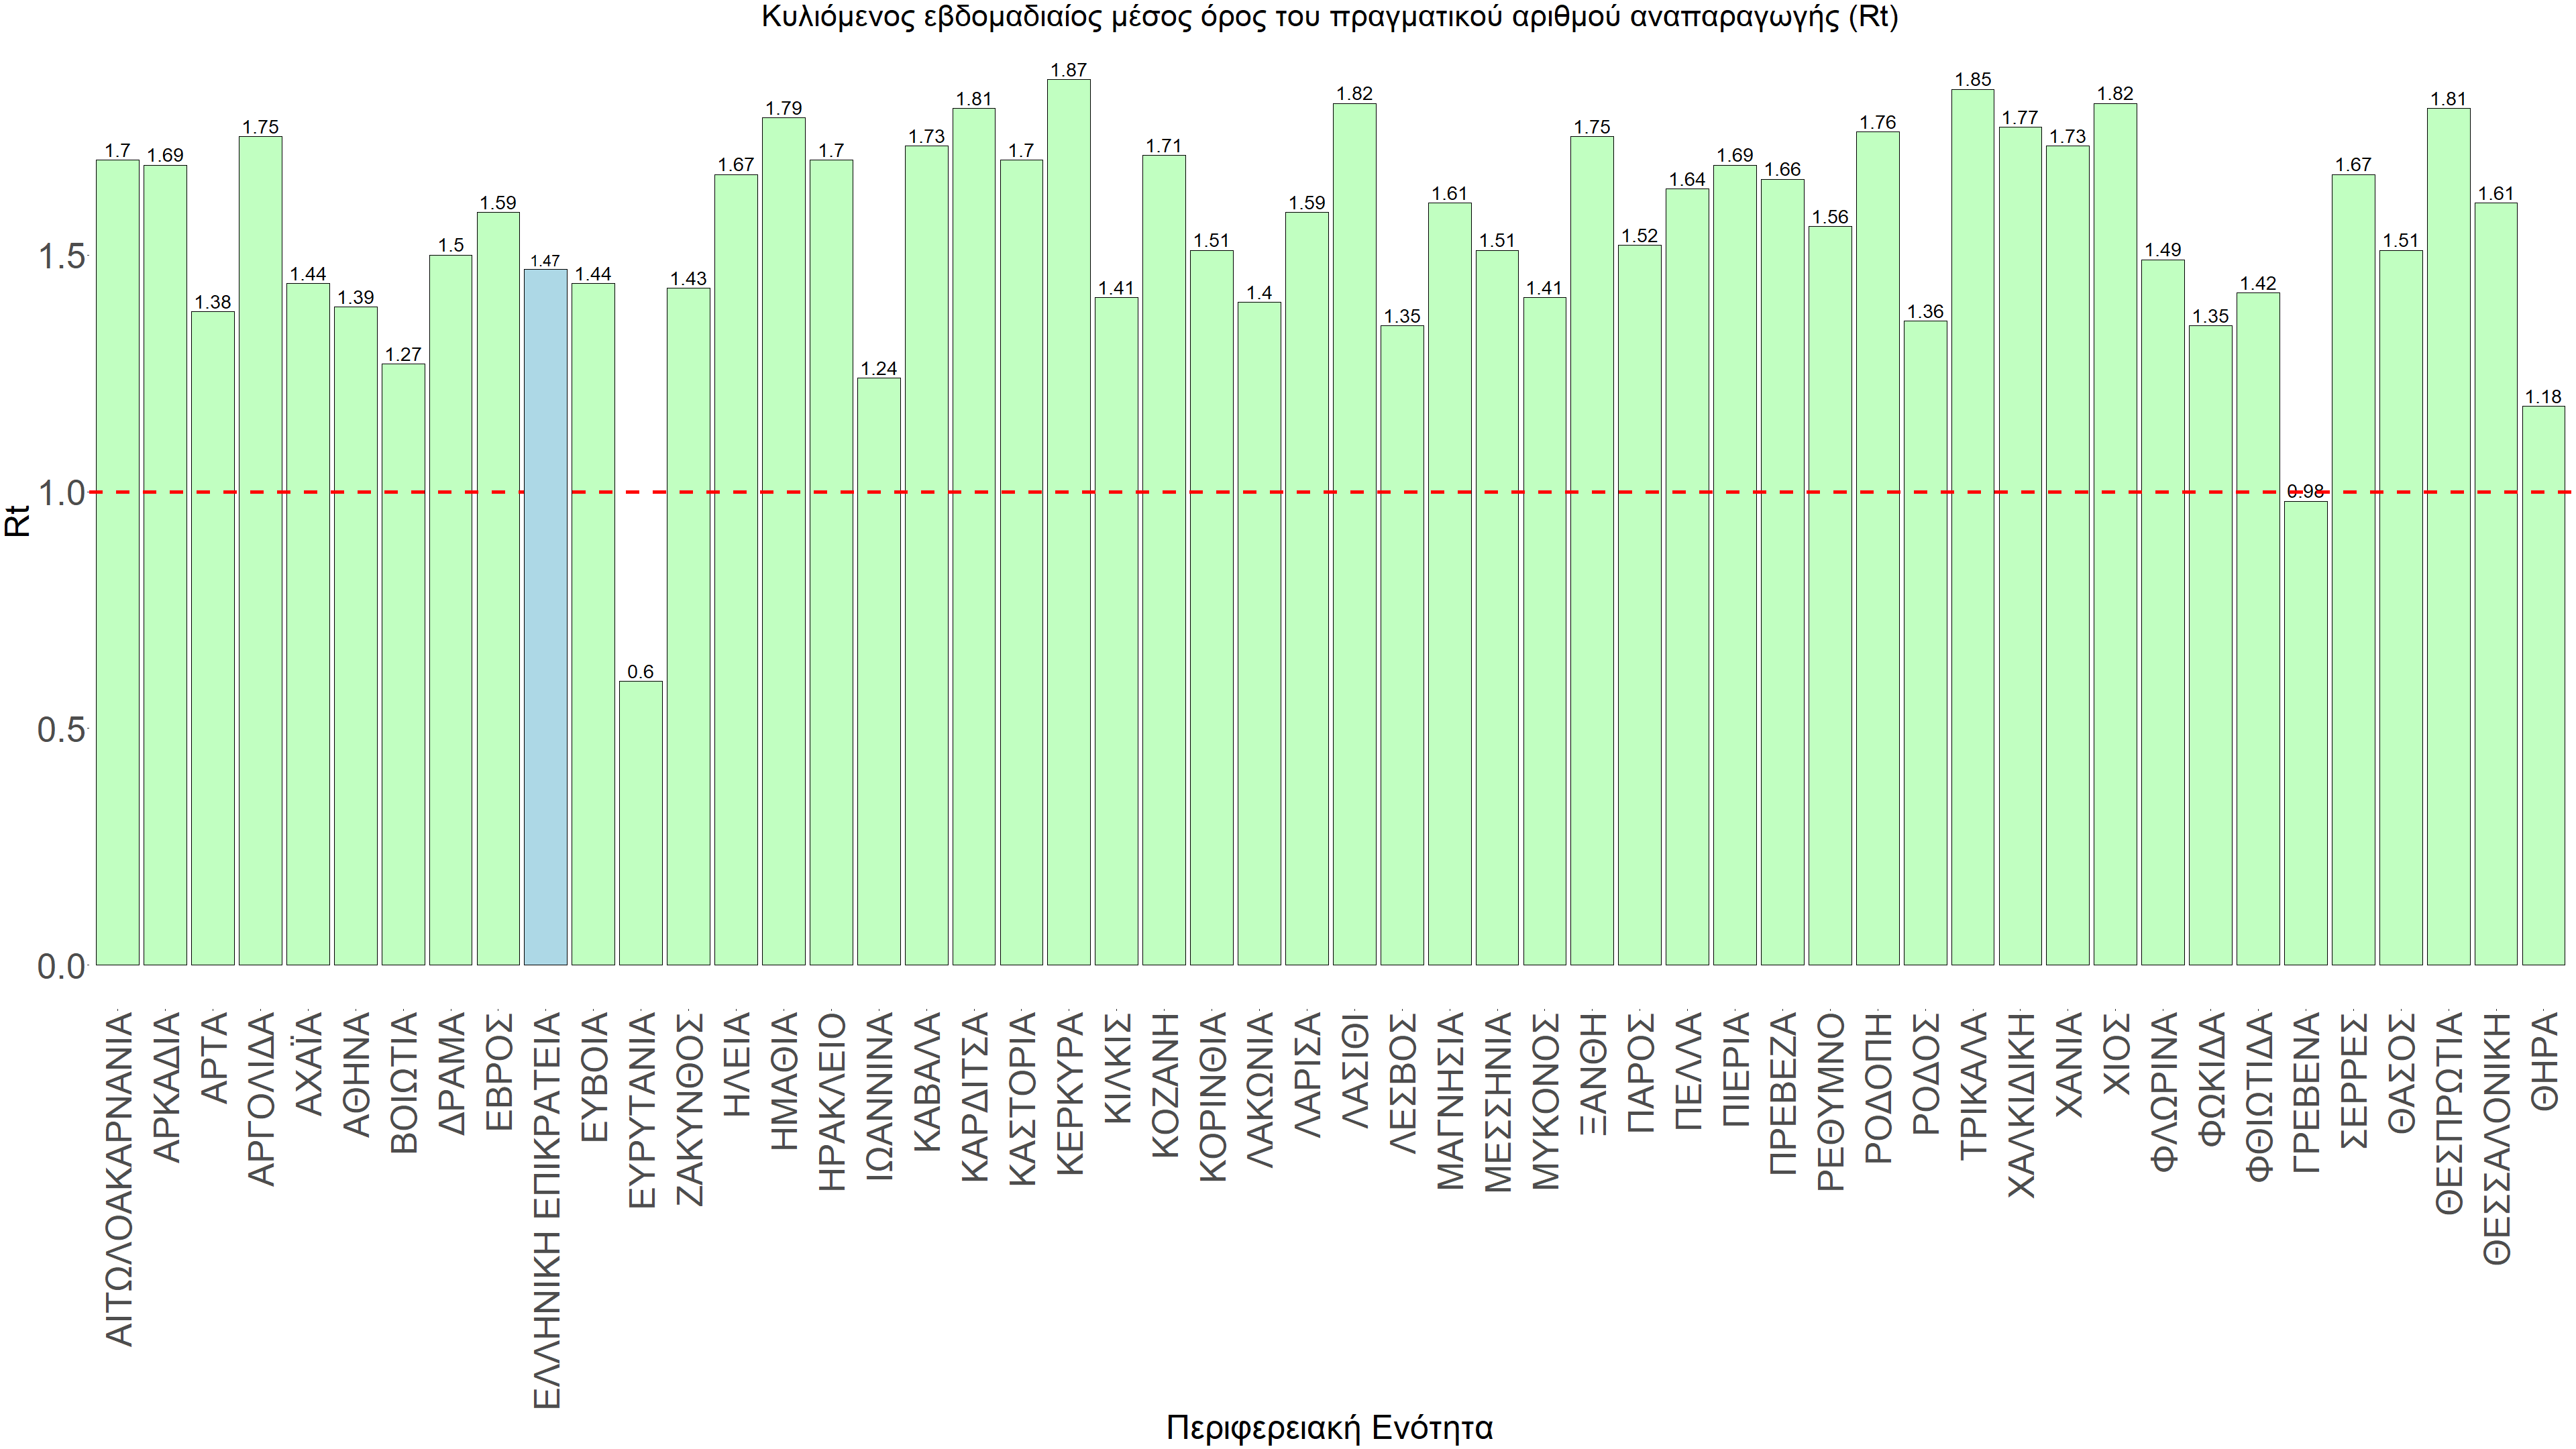 Κυλιόμενος εβδομαδιαίος μέσος όρος του πραγματικού αριθμού αναπαραγωγής (Rt)
Rt
1.5
1.0
0.5
0.0
1.7
1.69
1.38
1.75
1.44
1.39
1.27
1.5
1.59
1.47
1.44
0.6
1.43
1.67
1.79
1.7
1.24
1.73
1.81
1.7
1.87
1.41
1.71
1.51
1.4
1.59
1.82
1.35
1.61
1.51
1.41
1.75
1.52
1.64
1.69
1.66
1.56
1.76
1.36
1.85
1.77
1.73
1.82
1.49
1.35
1.42
0.98
1.67
1.51
1.81
1.61
1.18
ΑΙΤΩΛΟΑΚΑΡΝΑΝΙΑ
ΑΡΚΑΔΙΑ
ΑΡΤΑ
ΑΡΓΟΛΙΔΑ
ΑΧΑΪΑ
ΑΘΗΝΑ
ΒΟΙΩΤΙΑ
ΔΡΑΜΑ
ΕΒΡΟΣ
ΕΛΛΗΝΙΚΗ ΕΠΙΚΡΑΤΕΙΑ
ΕΥΒΟΙΑ
ΕΥΡΥΤΑΝΙΑ
ΖΑΚΥΝΘΟΣ
ΗΛΕΙΑ
ΗΜΑΘΙΑ
ΗΡΑΚΛΕΙΟ
ΙΩΑΝΝΙΝΑ
ΚΑΒΑΛΑ
ΚΑΡΔΙΤΣΑ
ΚΑΣΤΟΡΙΑ
ΚΕΡΚΥΡΑ
ΚΙΛΚΙΣ
ΚΟΖΑΝΗ
ΚΟΡΙΝΘΙΑ
ΛΑΚΩΝΙΑ
ΛΑΡΙΣΑ
ΛΑΣΙΘΙ
ΛΕΣΒΟΣ
ΜΑΓΝΗΣΙΑ
ΜΕΣΣΗΝΙΑ
ΜΥΚΟΝΟΣ
ΞΑΝΘΗ
ΠΑΡΟΣ
ΠΕΛΛΑ
ΠΙΕΡΙΑ
ΠΡΕΒΕΖΑ
ΡΕΘΥΜΝΟ
ΡΟΔΟΠΗ
ΡΟΔΟΣ
ΤΡΙΚΑΛΑ
ΧΑΛΚΙΔΙΚΗ
ΧΑΝΙΑ
ΧΙΟΣ
ΦΛΩΡΙΝΑ
ΦΩΚΙΔΑ
ΦΘΙΩΤΙΔΑ
ΓΡΕΒΕΝΑ
ΣΕΡΡΕΣ
ΘΑΣΟΣ
ΘΕΣΠΡΩΤΙΑ
ΘΕΣΣΑΛΟΝΙΚΗ
ΘΗΡΑ
Περιφερειακή Ενότητα